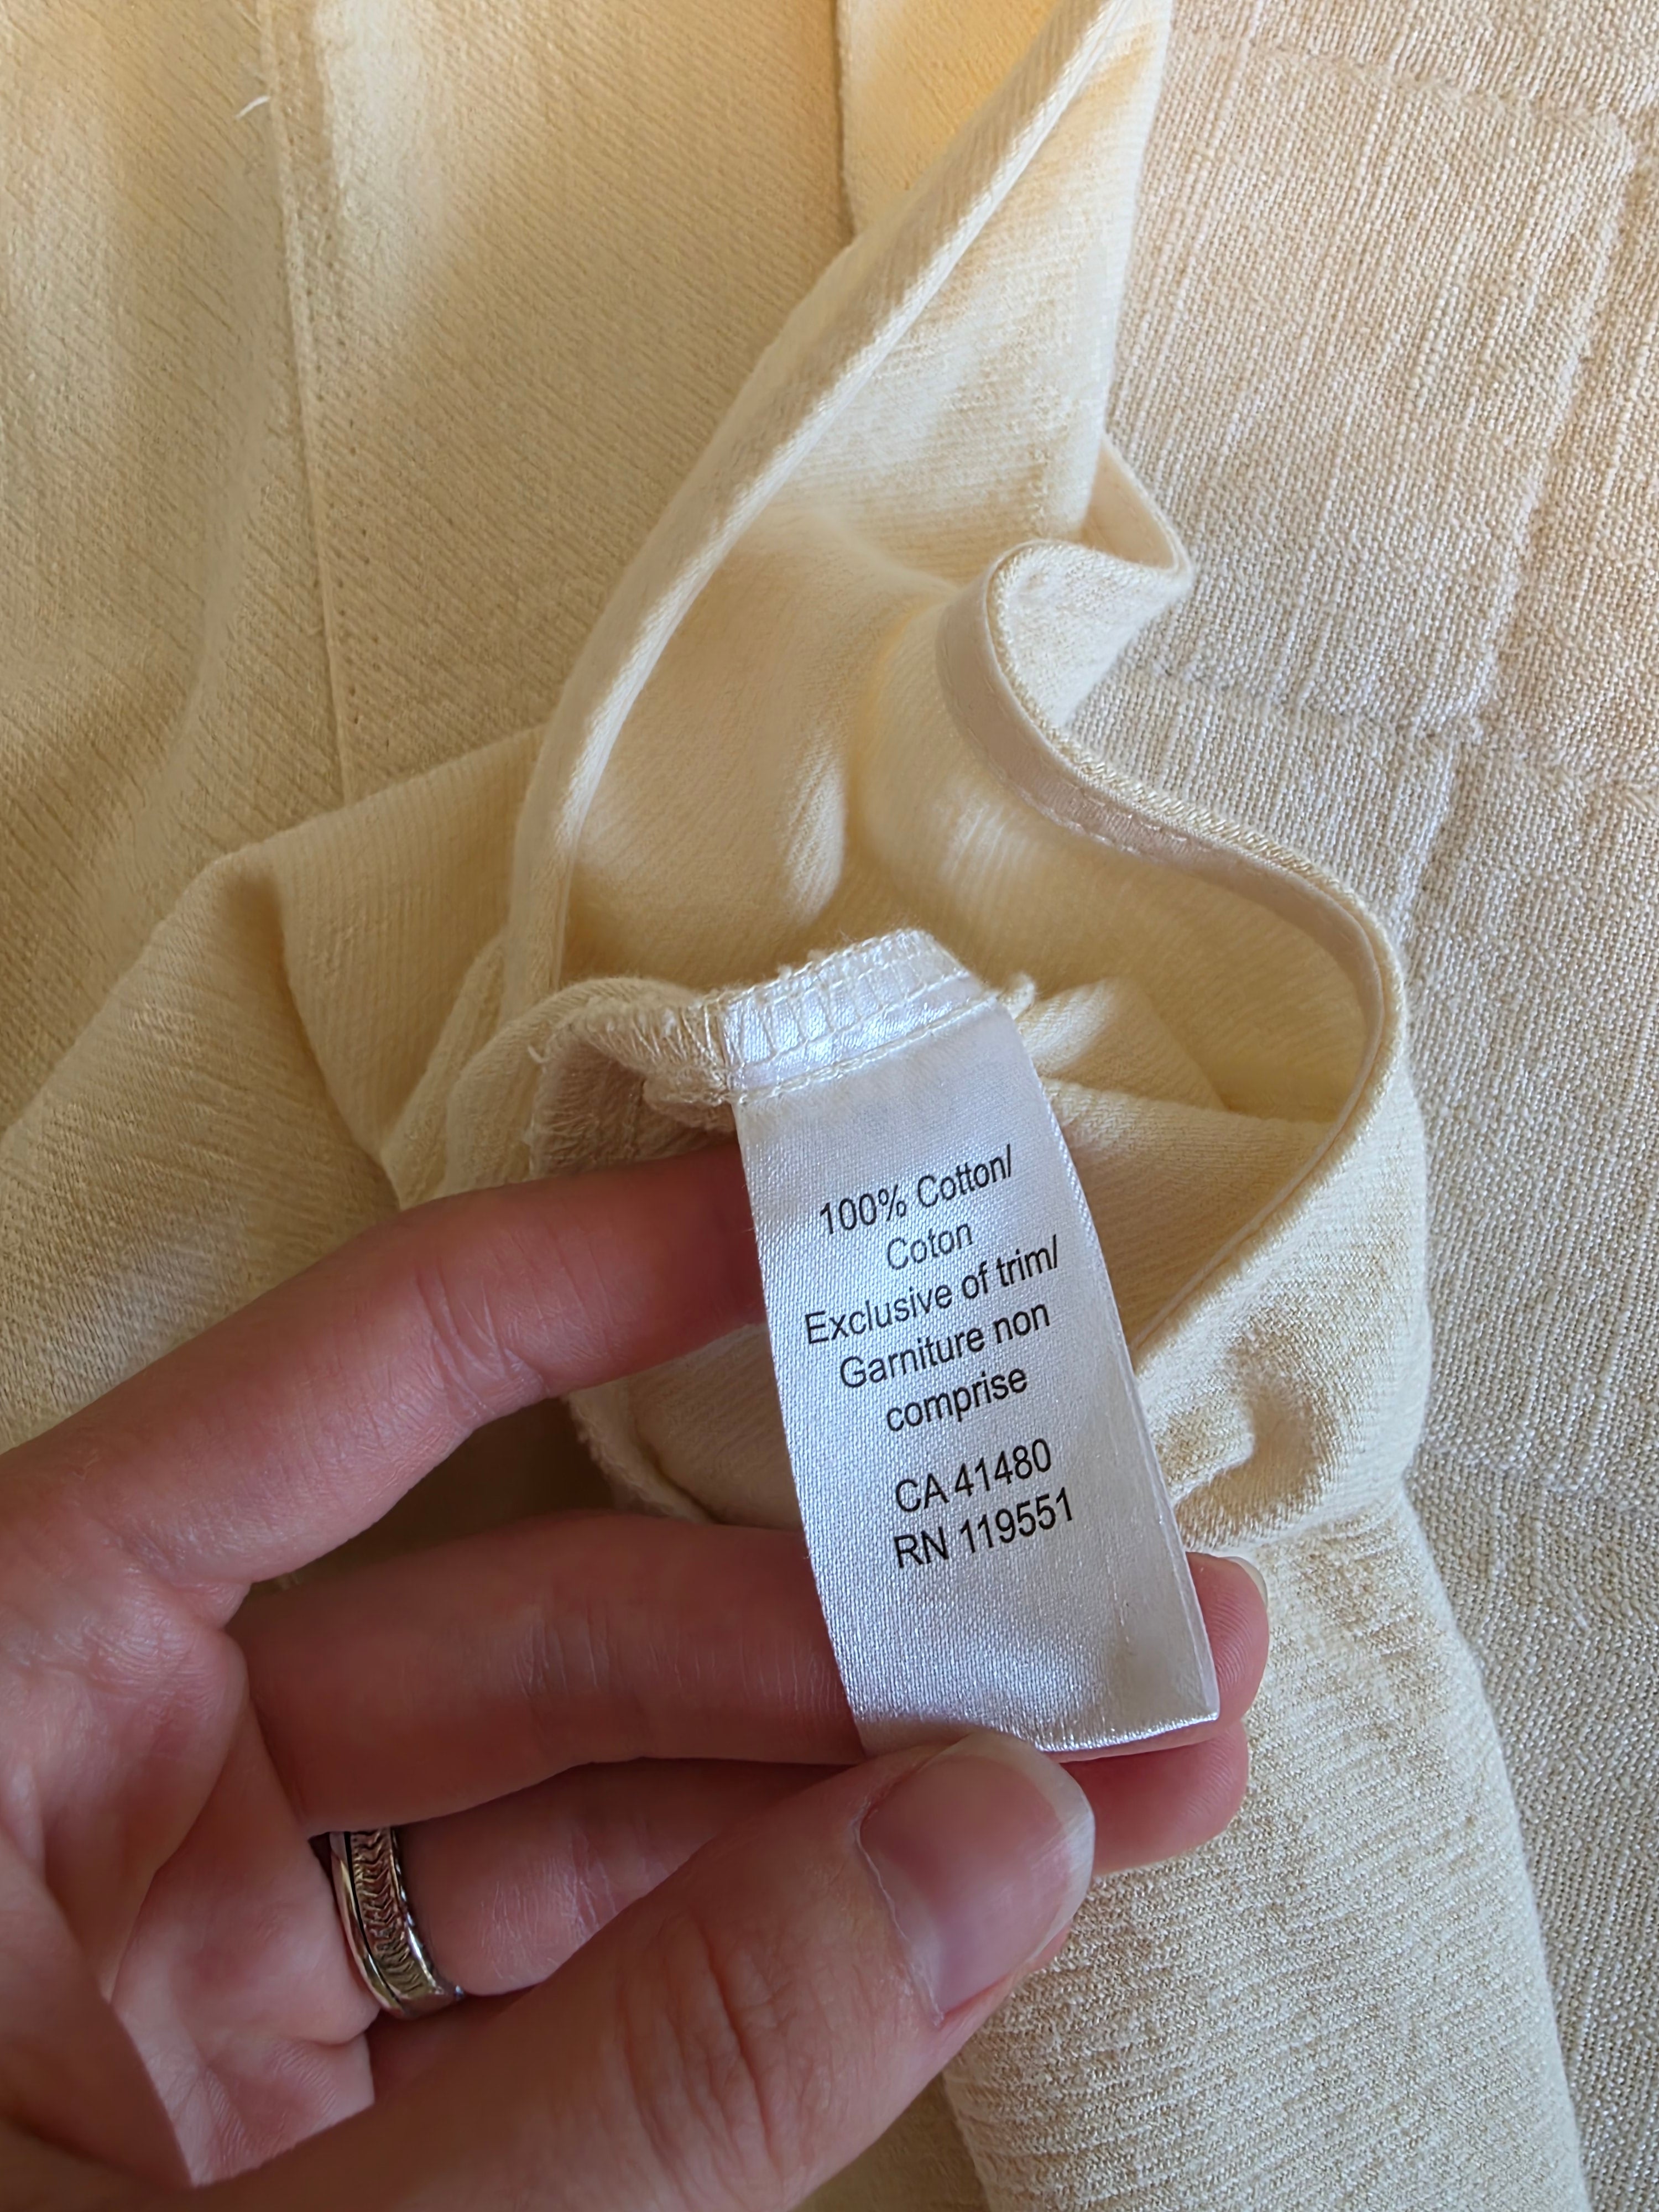 100% Cotton/
Coton
Exclusive of trim/
Garniture non
comprise
CA 41480
RN 119551